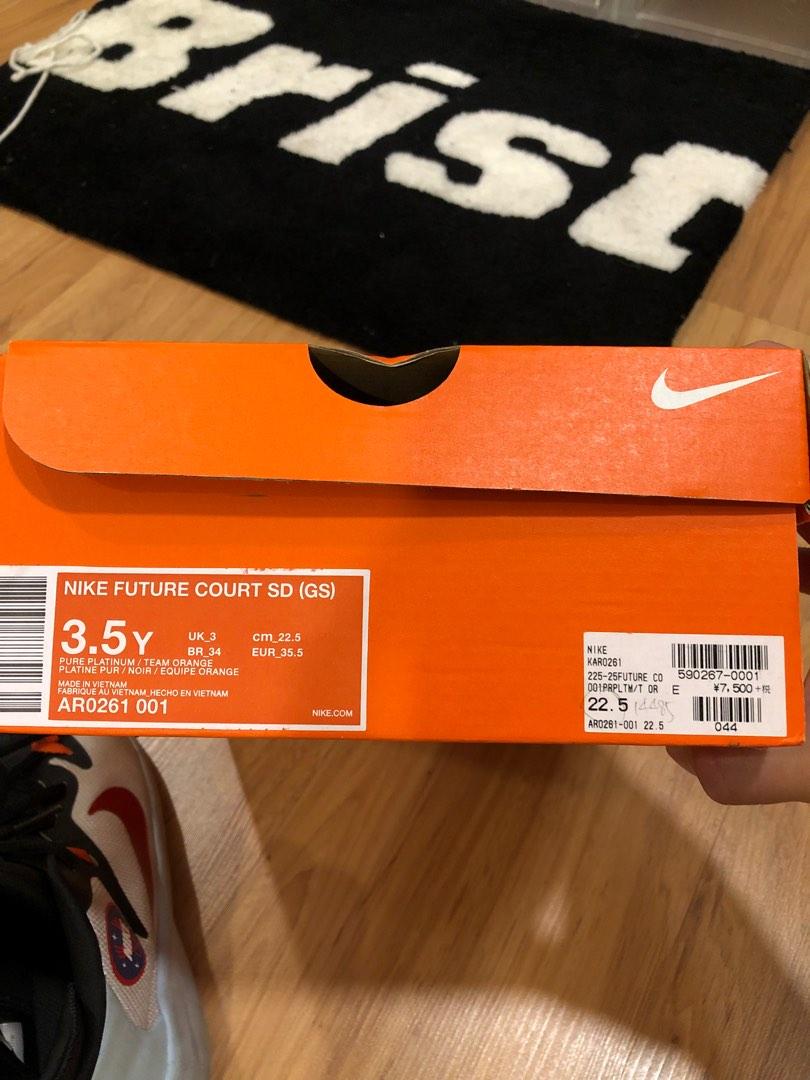 Brist
NIKE FUTURE COURT SD (GS)
3.5Y
UK_3 cm_22.5
BR_34 EUR_35.5
PURE PLATINUM / TEAM ORANGE
PLATINE PUR / NOIR / EQUIPE ORANGE
MADE IN VIETNAM
FABRIQUE AU VIETNAM_HECHO EN VIETNAM
AR0261 001
NIKE.COM
NIKE
KAR0261
225-25FUTURE CO 590267-0001
001PRPLTM/T OR E ¥7,500+税
22.5
AR0261-001 22.5 044